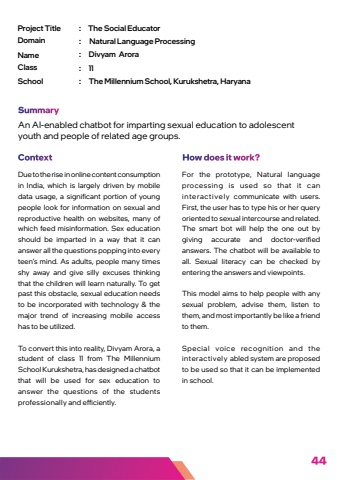 Project Title : The Social Educator
Domain : Natural Language Processing
Name : Divyam Arora
Class : 11
School : The Millennium School, Kurukshetra, Haryana
Summary
An AI-enabled chatbot for imparting sexual education to adolescent
youth and people of related age groups.
Context
Due to the rise in online content consumption
in India, which is largely driven by mobile
data usage, a significant portion of young
people look for information on sexual and
reproductive health on websites, many of
which feed misinformation. Sex education
should be imparted in a way that it can
answer all the questions popping into every
teen's mind. As adults, people many times
shy away and give silly excuses thinking
that the children will learn naturally. To get
past this obstacle, sexual education needs
to be incorporated with technology & the
major trend of increasing mobile access
has to be utilized.
To convert this into reality, Divyam Arora, a
student of class 11 from The Millennium
School Kurukshetra, has designed a chatbot
that will be used for sex education to
answer the questions of the students
professionally and efficiently.
How does it work?
For the prototype, Natural language
processing is used so that it can
interactively communicate with users.
First, the user has to type his or her query
oriented to sexual intercourse and related.
The smart bot will help the one out by
giving accurate and doctor-verified
answers. The chatbot will be available to
all. Sexual literacy can be checked by
entering the answers and viewpoints.
This model aims to help people with any
sexual problem, advise them, listen to
them, and most importantly be like a friend
to them.
Special voice recognition and the
interactively abled system are proposed
to be used so that it can be implemented
in school.
44